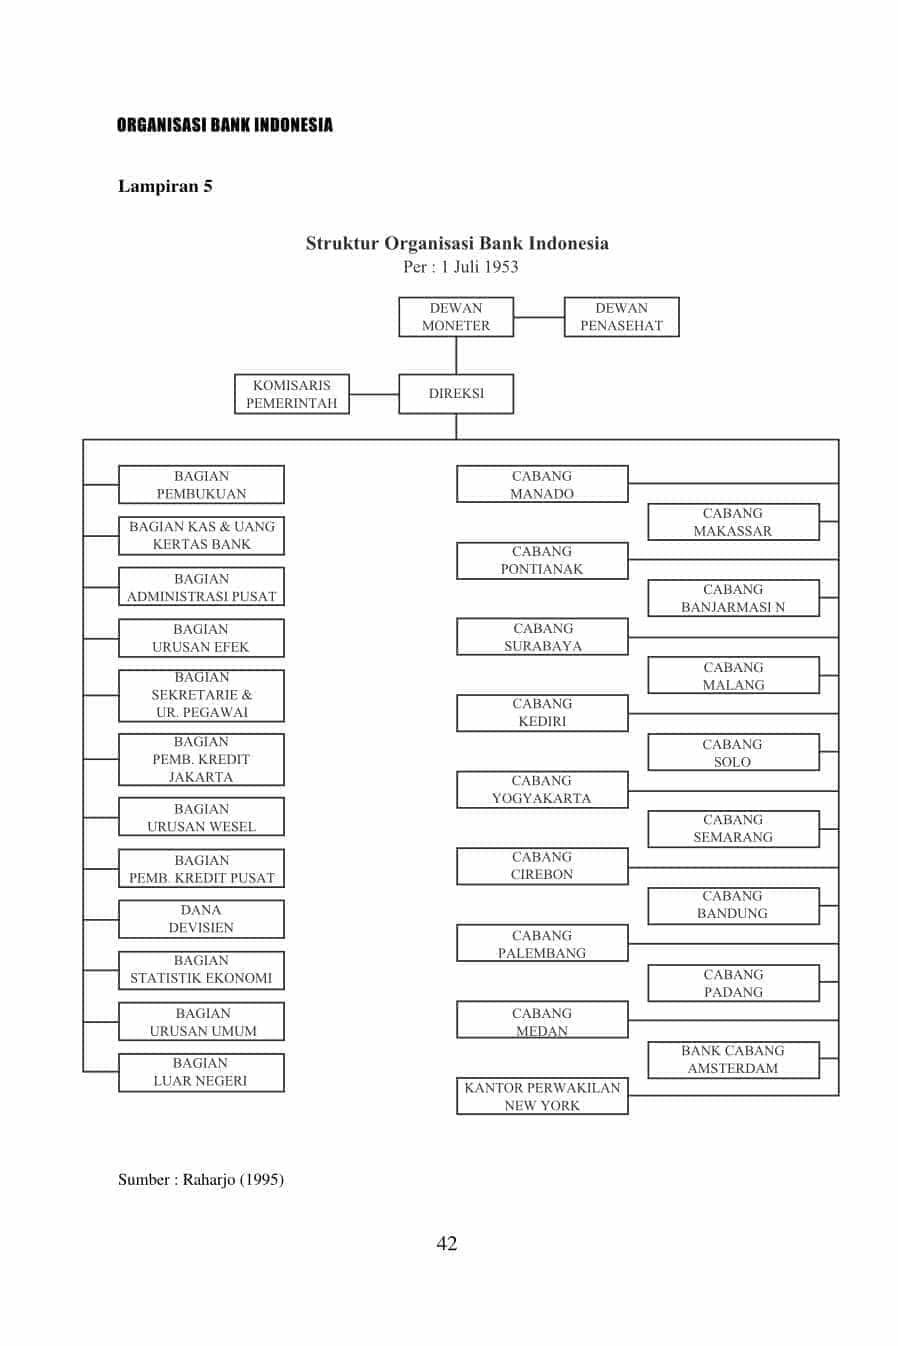 ORGANISASI BANK INDONESIA
Lampiran 5
Struktur Organisasi Bank Indonesia
Per : 1 Juli 1953
DEWAN
MONETER
DEWAN
PENASEHAT
KOMISARIS
PEMERINTAH
DIREKSI
BAGIAN
PEMBUKUAN
BAGIAN KAS & UANG
KERTAS BANK
BAGIAN
ADMINISTRASI PUSAT
BAGIAN
URUSAN EFEK
BAGIAN
SEKRETARIE &
UR. PEGAWAI
BAGIAN
PEMB. KREDIT
JAKARTA
BAGIAN
URUSAN WESEL
BAGIAN
PEMB. KREDIT PUSAT
DANA
DEVISIEN
BAGIAN
STATISTIK EKONOMI
BAGIAN
URUSAN UMUM
BAGIAN
LUAR NEGERI
CABANG
MANADO
CABANG
MAKASSAR
CABANG
PONTIANAK
CABANG
BANJARMASI N
CABANG
SURABAYA
CABANG
MALANG
CABANG
KEDIRI
CABANG
SOLO
CABANG
YOGYAKARTA
CABANG
SEMARANG
CABANG
CIREBON
CABANG
BANDUNG
CABANG
PALEMBANG
CABANG
PADANG
CABANG
MEDAN
BANK CABANG
AMSTERDAM
KANTOR PERWAKILAN
NEW YORK
Sumber : Raharjo (1995)
42